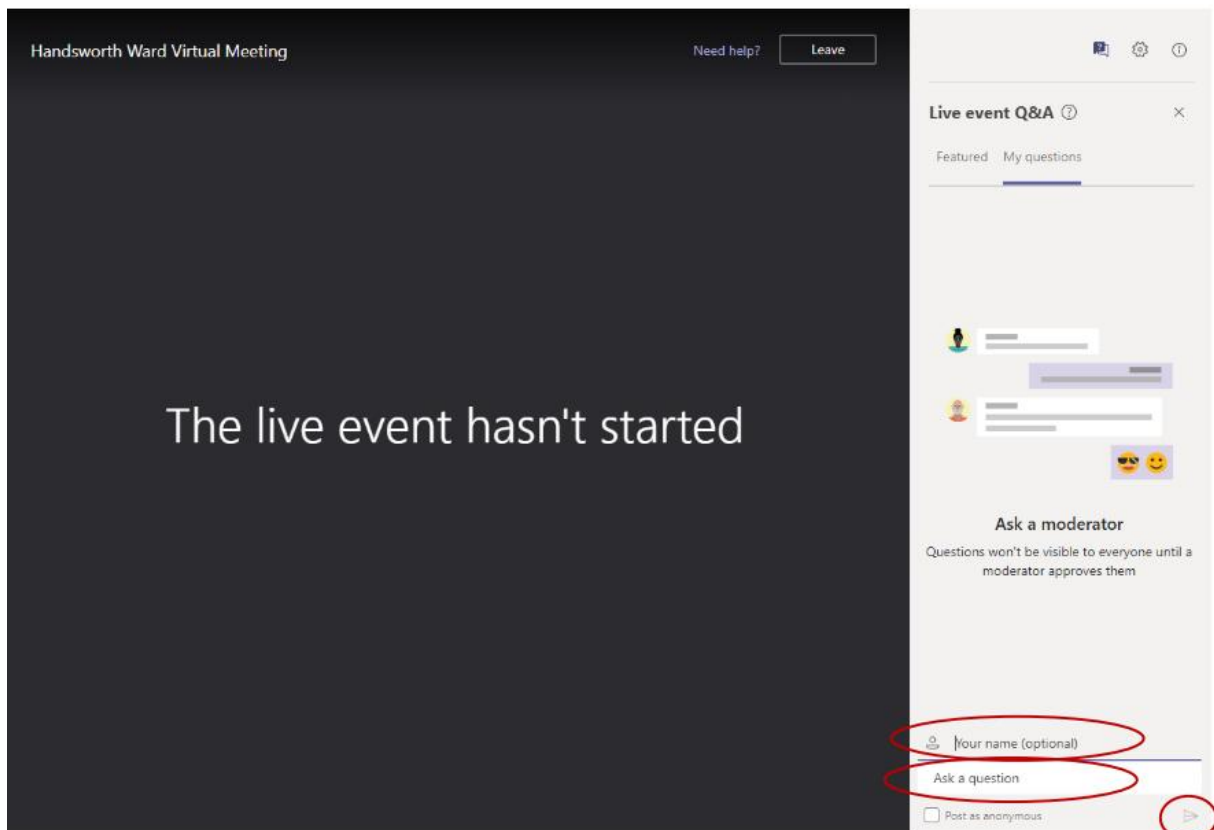 Handsworth Ward Virtual Meeting
Need help?
Leave
The live event hasn't started
Live event Q&A
Featured My questions
Ask a moderator
Questions won't be visible to everyone until a
moderator approves them
Your name (optional)
Ask a question
Post as anonymous